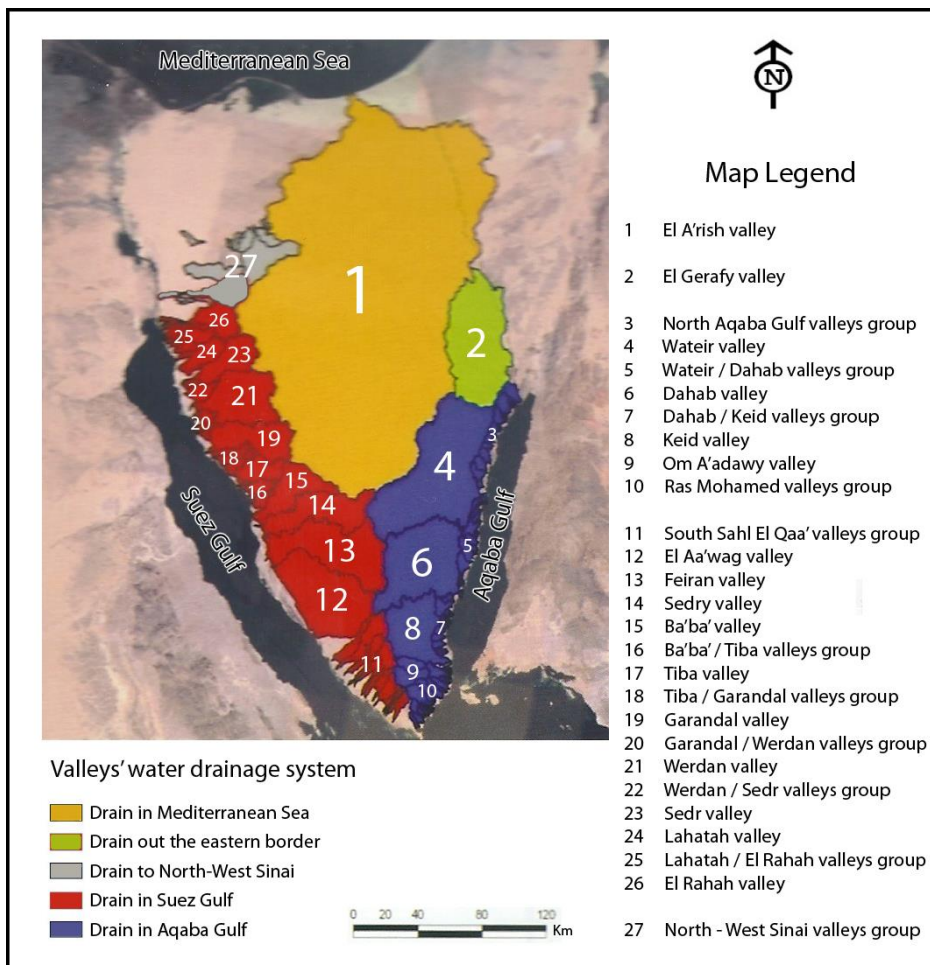 Mediterranean Sea
N
27
1
26
25
24
23
2
22
21
20
19
3
18
17
16
15
14
4
Suez Gulf
13
5
6
Aqaba Gulf
12
7
8
11
9
10
Map Legend
1 El A'rish valley
2 El Gerafy valley
3 North Aqaba Gulf valleys group
4 Wateir valley
5 Wateir / Dahab valleys group
6 Dahab valley
7 Dahab / Keid valleys group
8 Keid valley
9 Om A'adawy valley
10 Ras Mohamed valleys group
11 South Sahl El Qaa' valleys group
12 El Aa'wag valley
13 Feiran valley
14 Sedry valley
15 Ba'ba' valley
16 Ba'ba' / Tiba valleys group
17 Tiba valley
18 Tiba / Garandal valleys group
19 Garandal valley
20 Garandal / Werdan valleys group
21 Werdan valley
22 Werdan / Sedr valleys group
23 Sedr valley
24 Lahatah valley
25 Lahatah / El Rahah valleys group
26 El Rahah valley
27 North - West Sinai valleys group
Valleys' water drainage system
Drain in Mediterranean Sea
Drain out the eastern border
Drain to North-West Sinai
Drain in Suez Gulf
Drain in Aqaba Gulf
0 20 40 80 120
Km